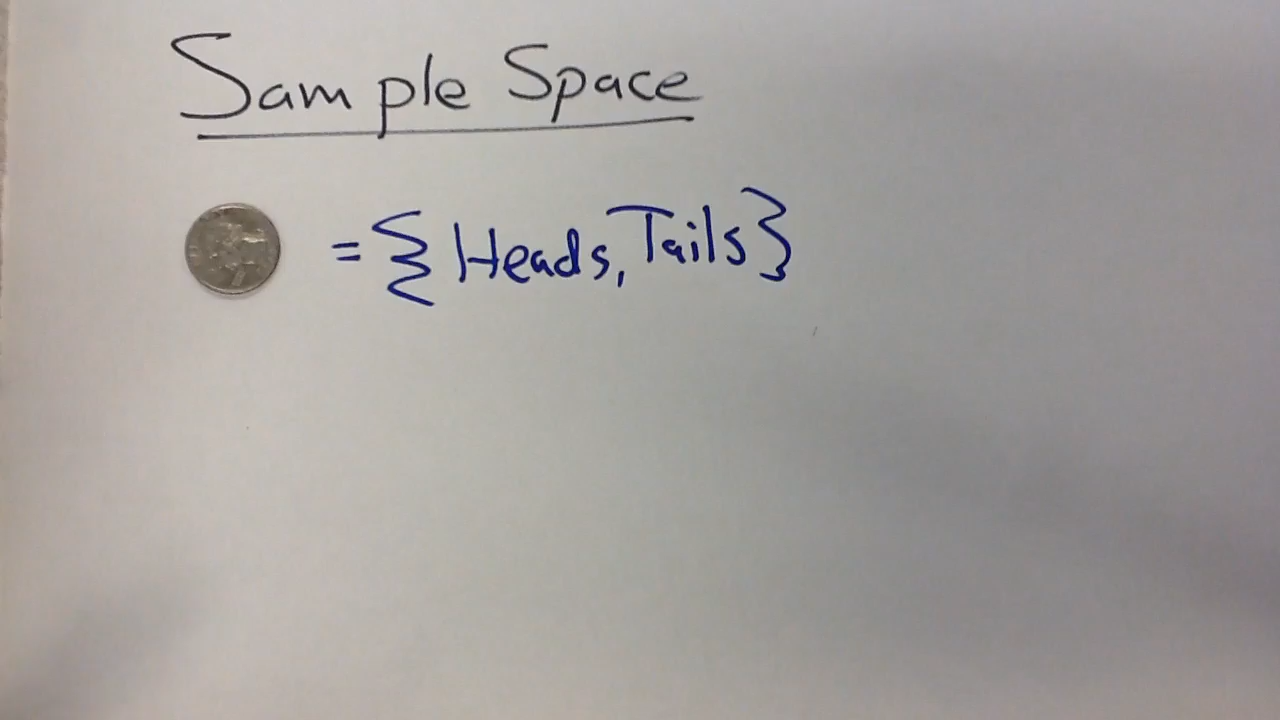 Sample Space
= {Heads, Tails}